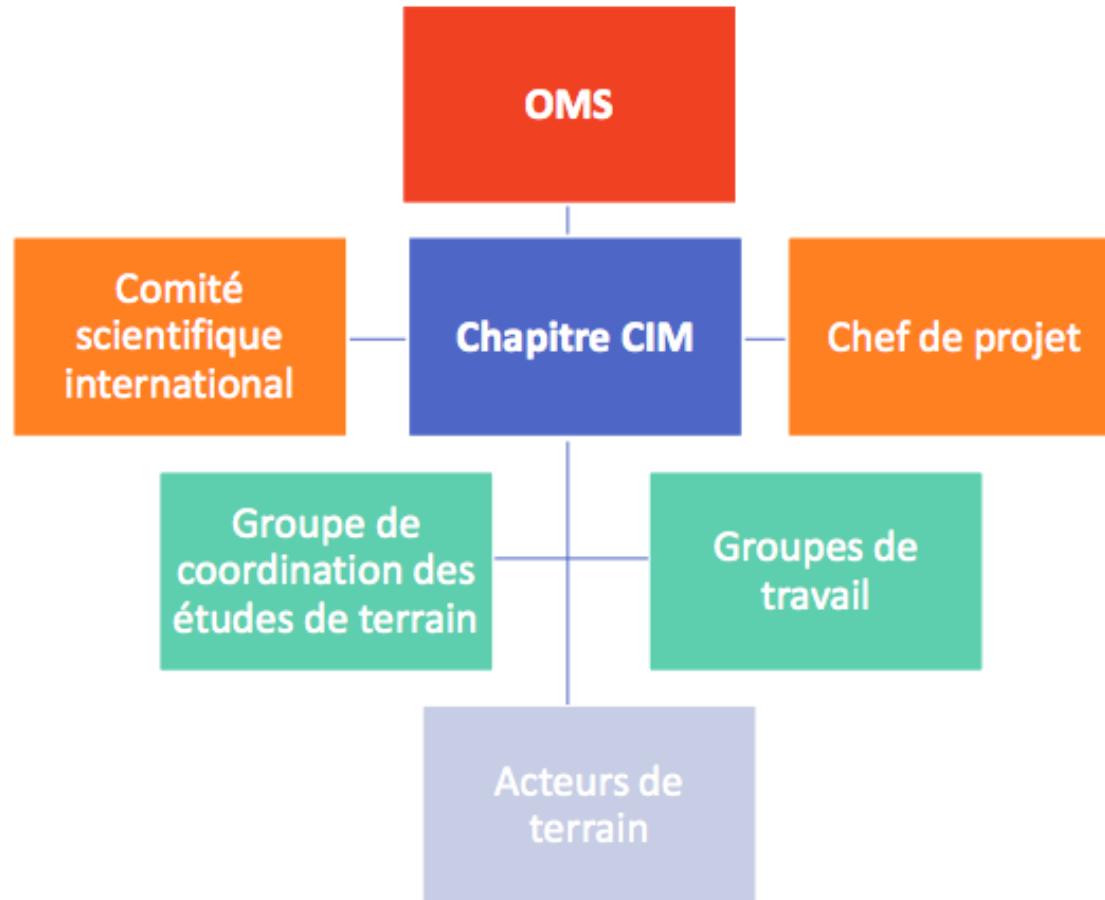 OMS
Comité
scientifique
international
Chapitre CIM
Chef de projet
Groupe de
coordination des
études de terrain
Groupes de
travail
Acteurs de
terrain